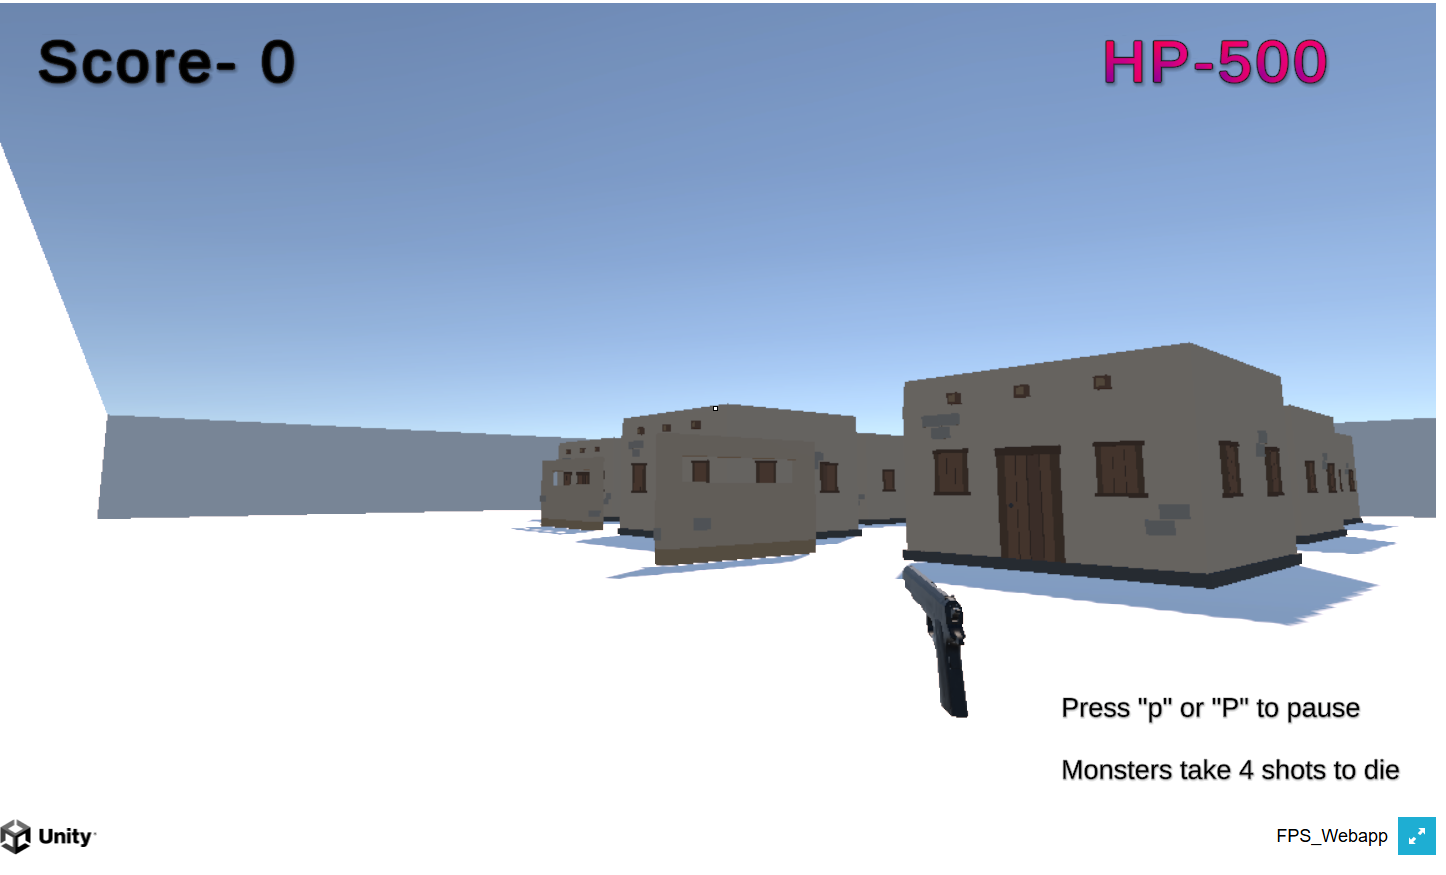 Score- 0
HP-500
Press "p" or "P" to pause
Monsters take 4 shots to die
Unity
FPS_Webapp